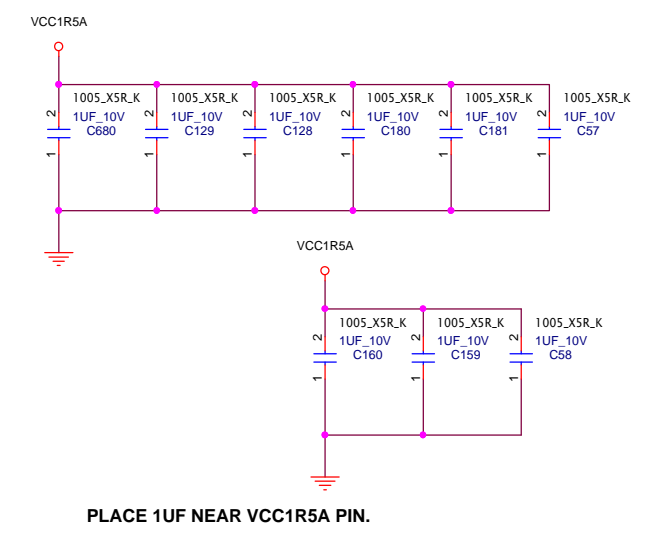 VCC1R5A
1005_X5R_K 1005_X5R_K 1005_X5R_K 1005_X5R_K 1005_X5R_K 1005_X5R_K
2 1UF_10V 2 1UF_10V 2 1UF_10V 2 1UF_10V 2 1UF_10V 2 1UF_10V
C680 C129 C128 C180 C181 C57
1 1 1 1 1 1
VCC1R5A
1005_X5R_K 1005_X5R_K 1005_X5R_K
2 1UF_10V 2 1UF_10V 2 1UF_10V
C160 C159 C58
1 1 1
PLACE 1UF NEAR VCC1R5A PIN.